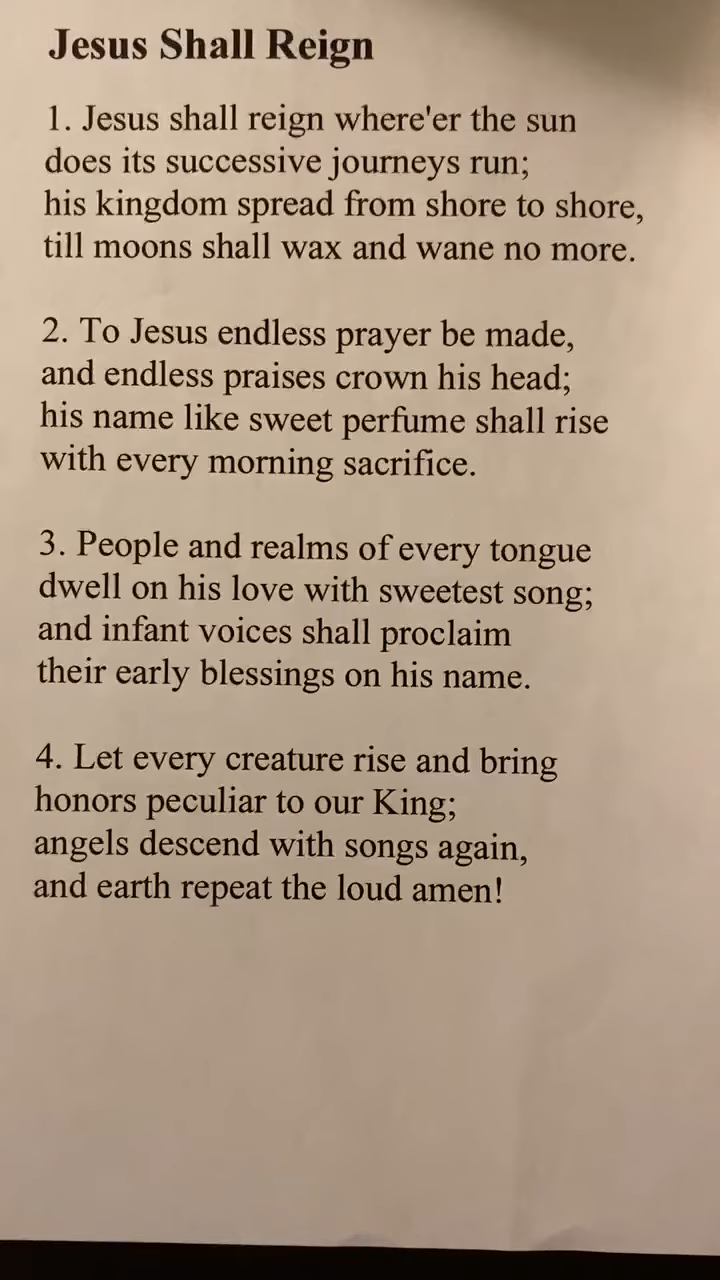 Jesus Shall Reign
1. Jesus shall reign where'er the sun
does its successive journeys run;
his kingdom spread from shore to shore,
till moons shall wax and wane no more.
2. To Jesus endless prayer be made,
and endless praises crown his head;
his name like sweet perfume shall rise
with every morning sacrifice.
3. People and realms of every tongue
dwell on his love with sweetest song;
and infant voices shall proclaim
their early blessings on his name.
4. Let every creature rise and bring
honors peculiar to our King;
angels descend with songs again,
and earth repeat the loud amen!